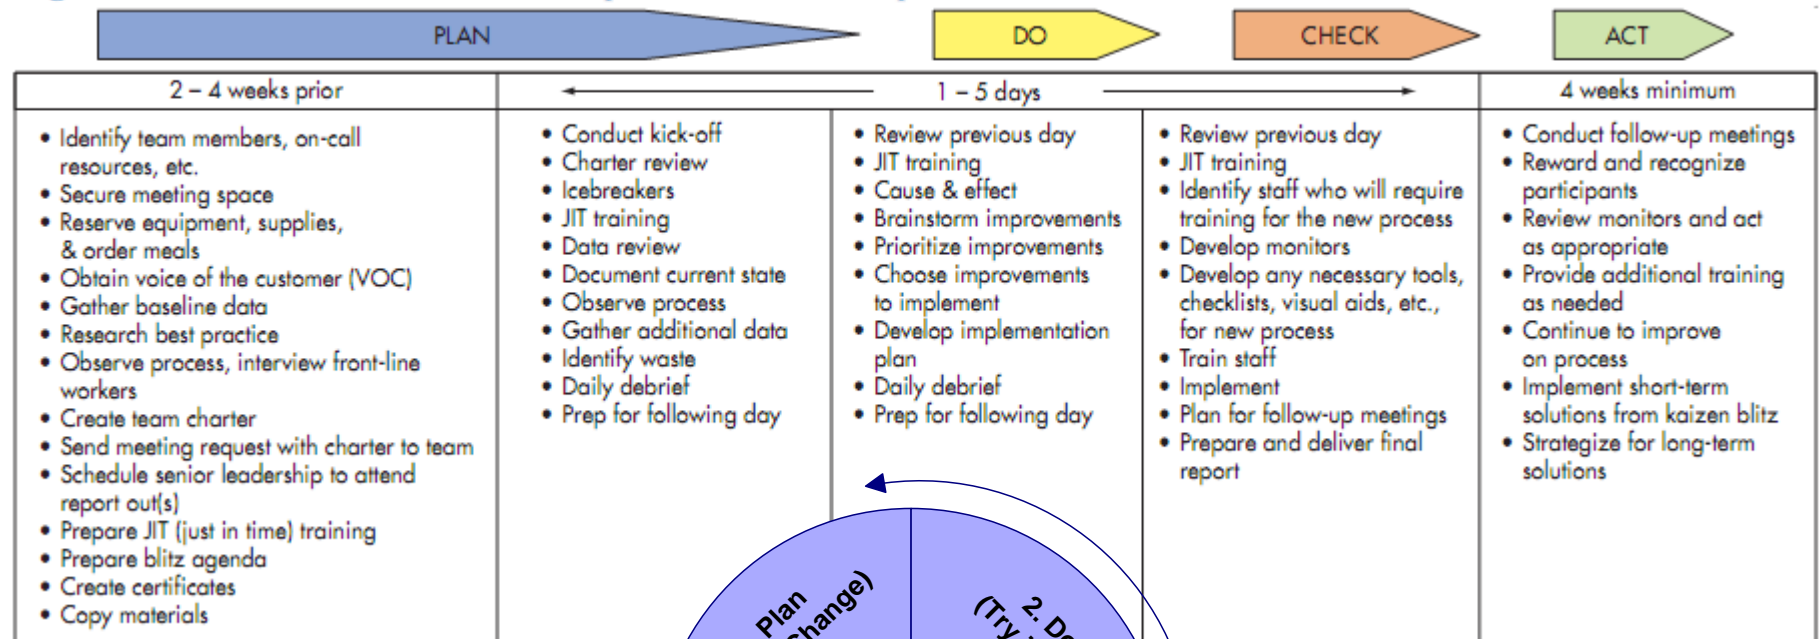 PLAN
DO
CHECK
ACT
2 – 4 weeks prior
1 – 5 days
4 weeks minimum
• Identify team members, on-call
resources, etc.
• Secure meeting space
• Reserve equipment, supplies,
& order meals
• Obtain voice of the customer (VOC)
• Gather baseline data
• Research best practice
• Observe process, interview front-line
workers
• Create team charter
• Send meeting request with charter to team
• Schedule senior leadership to attend
report out(s)
• Prepare JIT (just in time) training
• Prepare blitz agenda
• Create certificates
• Copy materials
• Conduct kick-off
• Charter review
• Icebreakers
• JIT training
• Data review
• Document current state
• Observe process
• Gather additional data
• Identify waste
• Daily debrief
• Prep for following day
• Review previous day
• JIT training
• Cause & effect
• Brainstorm improvements
• Prioritize improvements
• Choose improvements
to implement
• Develop implementation
plan
• Daily debrief
• Prep for following day
• Review previous day
• JIT training
• Identify staff who will require
training for the new process
• Develop monitors
• Develop any necessary tools,
checklists, visual aids, etc.,
for new process
• Train staff
• Implement
• Plan for follow-up meetings
• Prepare and deliver final
report
• Conduct follow-up meetings
• Reward and recognize
participants
• Review monitors and act
as appropriate
• Provide additional training
as needed
• Continue to improve
on process
• Implement short-term
solutions from kaizen blitz
• Strategize for long-term
solutions
Plan
2. Do
(Try